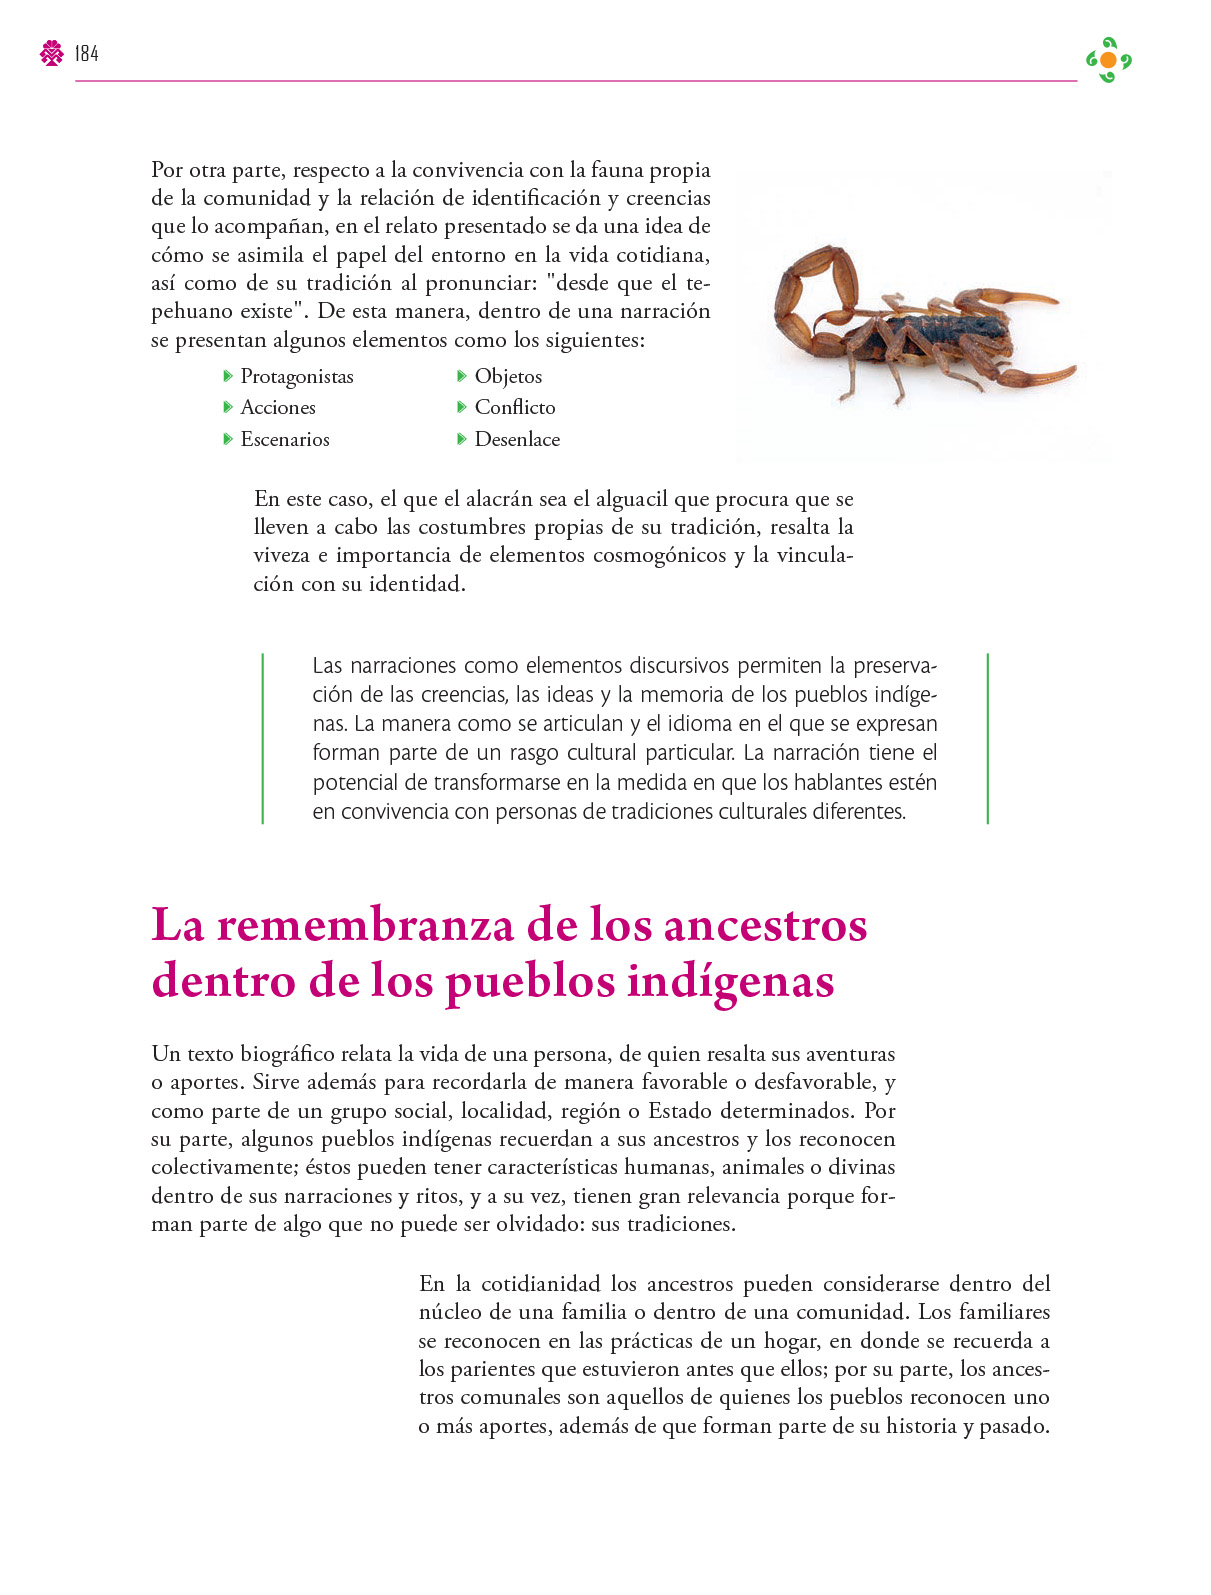 184
Por otra parte, respecto a la convivencia con la fauna propia
de la comunidad y la relación de identificación y creencias
que lo acompañan, en el relato presentado se da una idea de
cómo se asimila el papel del entorno en la vida cotidiana,
así como de su tradición al pronunciar: "desde que el te-
pehuano existe". De esta manera, dentro de una narración
se presentan algunos elementos como los siguientes:
Protagonistas
Acciones
Escenarios
Objetos
Conflicto
Desenlace
En este caso, el que el alacrán sea el alguacil que procura que se
lleven a cabo las costumbres propias de su tradición, resalta la
viveza e importancia de elementos cosmogónicos y la vincula-
ción con su identidad.
Las narraciones como elementos discursivos permiten la preserva-
ción de las creencias, las ideas y la memoria de los pueblos indíge-
nas. La manera como se articulan y el idioma en el que se expresan
forman parte de un rasgo cultural particular. La narración tiene el
potencial de transformarse en la medida en que los hablantes estén
en convivencia con personas de tradiciones culturales diferentes.
La remembranza de los ancestros
dentro de los pueblos indígenas
Un texto biográfico relata la vida de una persona, de quien resalta sus aventuras
o aportes. Sirve además para recordarla de manera favorable o desfavorable, y
como parte de un grupo social, localidad, región o Estado determinados. Por
su parte, algunos pueblos indígenas recuerdan a sus ancestros y los reconocen
colectivamente; éstos pueden tener características humanas, animales o divinas
dentro de sus narraciones y ritos, y a su vez, tienen gran relevancia porque for-
man parte de algo que no puede ser olvidado: sus tradiciones.
En la cotidianidad los ancestros pueden considerarse dentro del
núcleo de una familia o dentro de una comunidad. Los familiares
se reconocen en las prácticas de un hogar, en donde se recuerda a
los parientes que estuvieron antes que ellos; por su parte, los ances-
tros comunales son aquellos de quienes los pueblos reconocen uno
o más aportes, además de que forman parte de su historia y pasado.